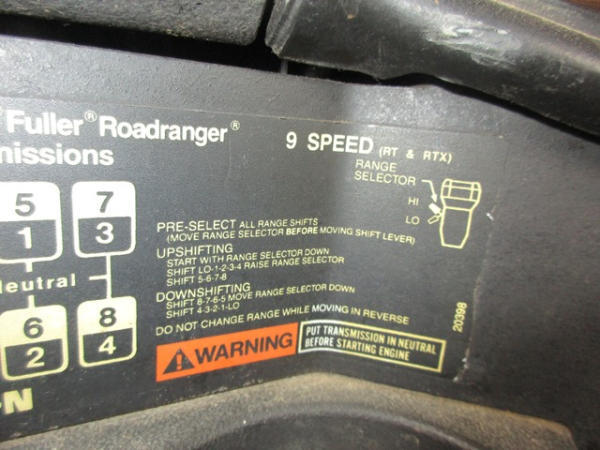 Fuller® Roadranger®
missions
9 SPEED (RT & RTX)
RANGE
SELECTOR
HI
LO
5 7
1 3
Neutral
6 8
2 4
-N
PRE-SELECT ALL RANGE SHIFTS
(MOVE RANGE SELECTOR BEFORE MOVING SHIFT LEVER)
UPSHIFTING
START WITH RANGE SELECTOR DOWN
SHIFT LO-1-2-3-4 RAISE RANGE SELECTOR
SHIFT 5-6-7-8
DOWNSHIFTING
SHIFT 8-7-6-5 MOVE RANGE SELECTOR DOWN
SHIFT 4-3-2-1-LO
DO NOT CHANGE RANGE WHILE MOVING IN REVERSE
WARNING
PUT TRANSMISSION IN NEUTRAL
BEFORE STARTING ENGINE
20398